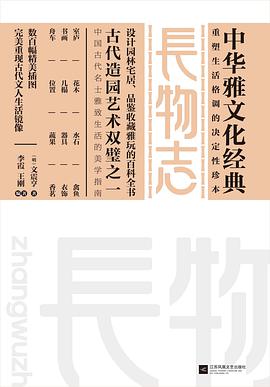 中华雅文化经典
重塑生活格调的决定性珍本
長物志
设计园林宅居、品鉴收藏雅玩的百科全书
古代造园艺术双璧之一
中国古代名士雅致生活的美学指南
室庐 花木 水石 禽鱼
书画 几榻 器具 衣饰
舟车 位置 蔬果 香茗
数百幅精美插图
完美重现古代文人生活镜像
(明) 文震亨 著
李霞 王刚 编著
長物
zhangwuzhi
江苏凤凰文艺出版社